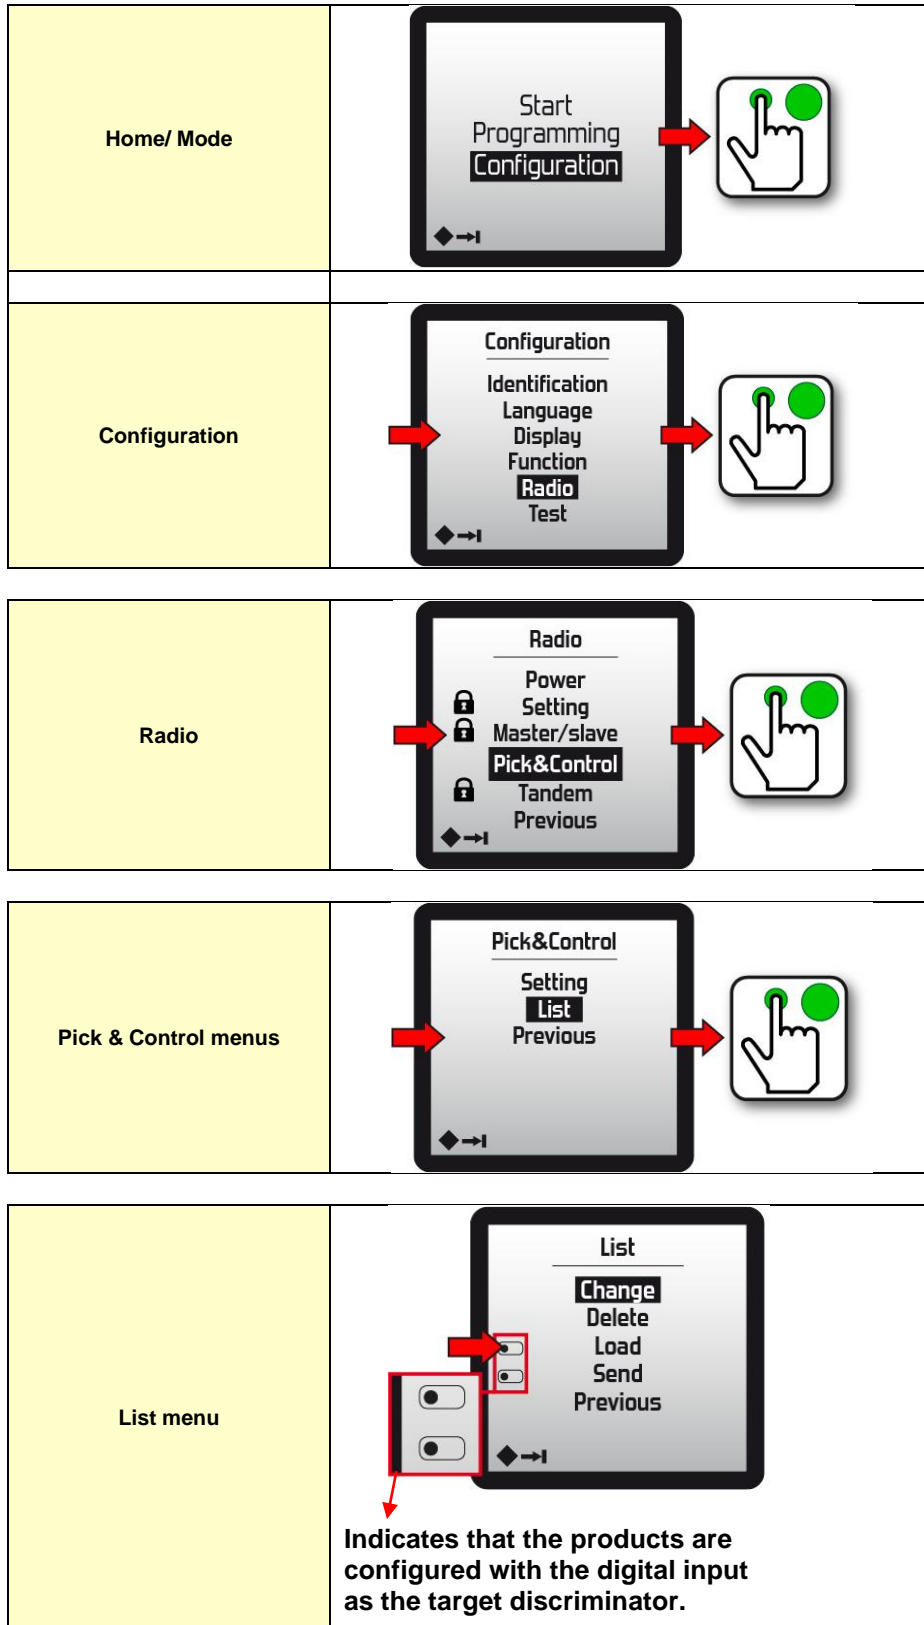 Home/ Mode
Start
Programming
Configuration
Configuration
Configuration
Identification
Language
Display
Function
Radio
Test
Radio
Radio
Power
Setting
Master/slave
Pick&Control
Tandem
Previous
Pick & Control menus
Pick&Control
Setting
List
Previous
List menu
List
Change
Delete
Load
Send
Previous
Indicates that the products are
configured with the digital input
as the target discriminator.